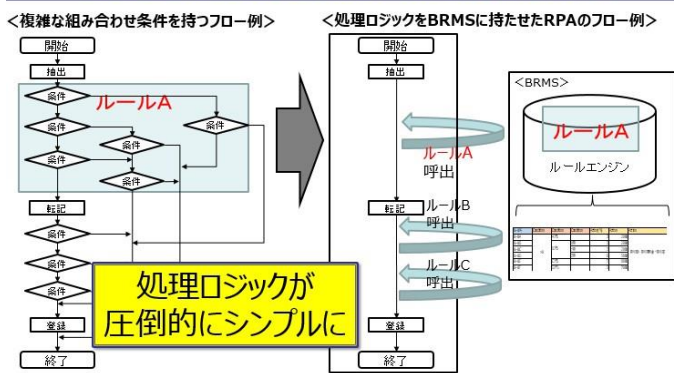 <複雑な組み合わせ条件を持つフロー例>
<処理ロジックをBRMSに持たせたRPAのフロー例>
開始
抽出
条件
ルールA
条件
条件
条件
条件
条件
転記
条件
条件
条件
登録
終了
処理ロジックが
圧倒的にシンプルに
開始
抽出
ルールA
呼出
転記
ルールB
呼出
ルールC
呼出
登録
終了
<BRMS>
ルールA
ルールエンジン